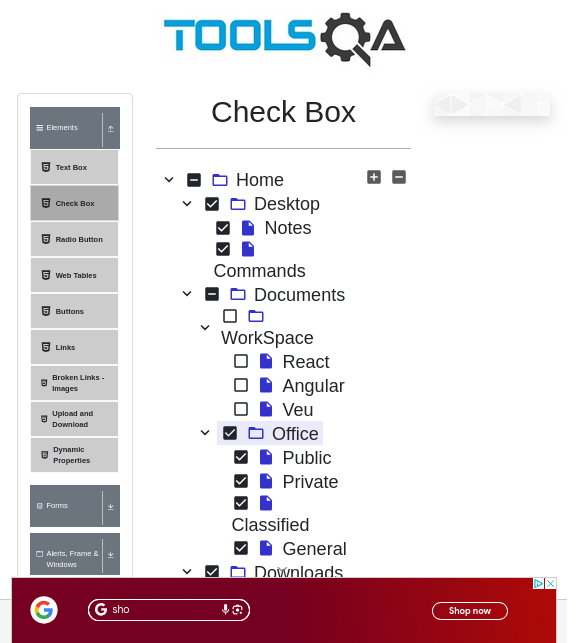 TOOLSQA
Elements
Text Box
Check Box
Radio Button
Web Tables
Buttons
Links
Broken Links -
Images
Upload and
Download
Dynamic
Properties
Forms
Alerts, Frame &
Windows
Check Box
Home
Desktop
Notes
Commands
Documents
WorkSpace
React
Angular
Veu
Office
Public
Private
Classified
General
Downloads
G
G sho
Shop now